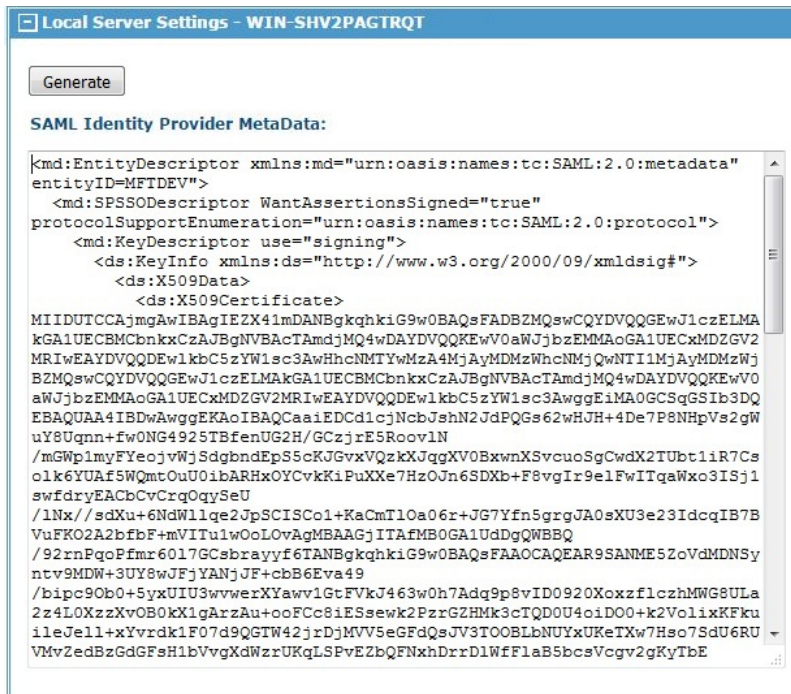 Local Server Settings - WIN-SHV2PAGTRQT
Generate
SAML Identity Provider MetaData:
<md:EntityDescriptor xmlns:md="urn:oasis:names:tc:SAML:2.0:metadata"
entityID=MFTDEV">
<md:SPSSODescriptor WantAssertionsSigned="true"
protocolSupportEnumeration="urn:oasis:names:tc:SAML:2.0:protocol">
<md:KeyDescriptor use="signing">
<ds:KeyInfo xmlns:ds="http://www.w3.org/2000/09/xmldsig#">
<ds:X509Data>
<ds:X509Certificate>
MIIDUTCCAjmgAwIBAgIEZX41mDANBgkqhkiG9w0BAQsFADBZMQswCQYDVQQGEwJ1czELMA
kGA1UECBMCbnkxCzAJBgNVBAcTAmdjMQ4wDAYDVQQKEwV0aWJjbzEMMAoGA1UECxMDZGV2
MRIwEAYDVQQDEwlkbC5zYW1sc3AwHhcNMTYwMzA4MjAyMDMzWhcNMjQwNTI1MjAyMDMzWj
BZMQswCQYDVQQGEwJ1czELMAkGA1UECBMCbnkxCzAJBgNVBAcTAmdjMQ4wDAYDVQQKEwV0
aWJjbzEMMAoGA1UECxMDZGV2MRIwEAYDVQQDEwlkbC5zYW1sc3AwggEiMA0GCSqGSIb3DQ
EBAQUAA4IBDwAwggEKAoIBAQCaaiEDCd1cjNcbJshN2JdPQGs62wHJH+4De7P8NHpVs2gW
uY8Uqnn+fw0NG4925TBfenUG2H/GCzjrE5RoovlN
/mGWp1myFYeojvWjSdgbndEpS5cKJGvxVQzkXJqgXV0BxwnXSvcuoSgCwdX2TUbt1iR7Cs
olk6YUAf5WQmtOuU0ibARHxOYCvkKiPuXXe7HzOJn6SDXb+F8vgIr9elFwITqaWxo3ISj1
swfdryEACbCvCrqOqySeU
/lNx//sdXu+6NdWllqe2JpSCISCo1+KaCmTlOa06r+JG7Yfn5grgJA0sXU3e23IdcqIB7B
VuFKO2A2bfbF+mVITu1wOoLOvAgMBAAGjITAfMB0GA1UdDgQWBBQ
/92rnPqoPfmr60l7GCsbrayyf6TANBgkqhkiG9w0BAQsFAAOCAQEAR9SANME5ZoVdMDNSy
ntv9MDW+3UY8wJFjYANjJF+cbB6Eva49
/bipc9Ob0+5yxUIU3wvwerXYawv1GtFVkJ463w0h7Adq9p8vID0920XoxzflczhMWG8ULa
2z4L0XzzXvOB0kX1gArzAu+ooFCc8iESsewk2PzrGZHMk3cTQD0U4oiDO0+k2VolixKFku
ileJell+xYvrdk1F07d9QGTW42jrDjMVV5eGFdQsJV3TOOBLbNUYxUKeTXw7Hso7SdU6RU
VMvZedBzGdGFsH1bVvgXdWzrUKqLSPvEZbQFNxhDrrDlWfFlaB5bcsVcgv2gKyTbE